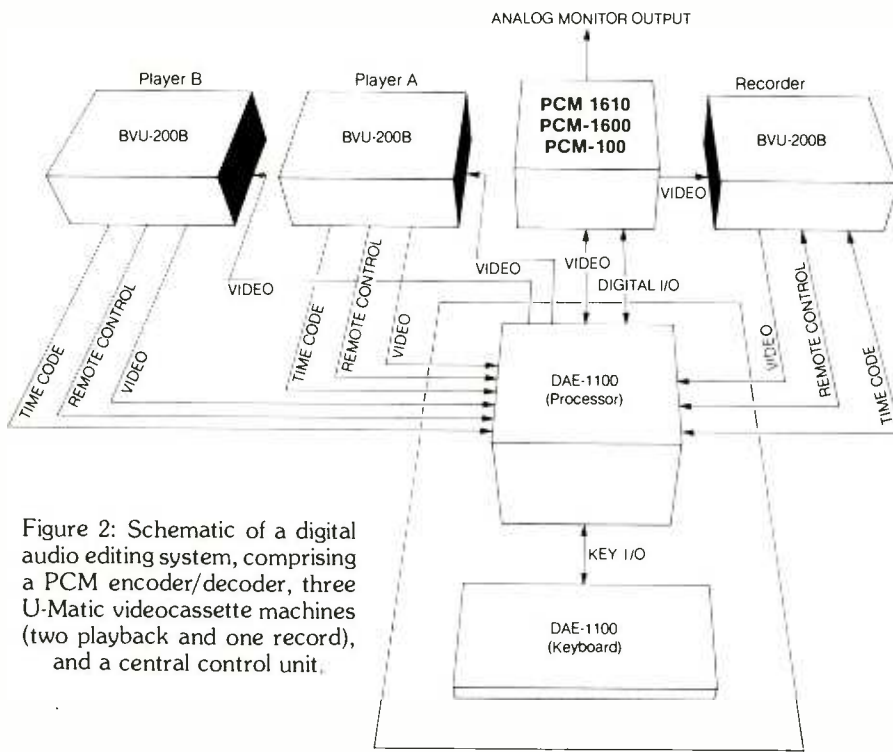 ANALOG MONITOR OUTPUT
Player B
Player A
Recorder
BVU-200B
BVU-200B
PCM 1610
PCM-1600
PCM-100
BVU-200B
VIDEO
VIDEO
VIDEO
VIDEO
DIGITAL I/O
TIME CODE
REMOTE CONTROL
VIDEO
TIME CODE
REMOTE CONTROL
VIDEO
VIDEO
REMOTE CONTROL
TIME CODE
DAE-1100
(Processor)
KEY I/O
DAE-1100
(Keyboard)
Figure 2: Schematic of a digital
audio editing system, comprising
a PCM encoder/decoder, three
U-Matic videocassette machines
(two playback and one record),
and a central control unit.